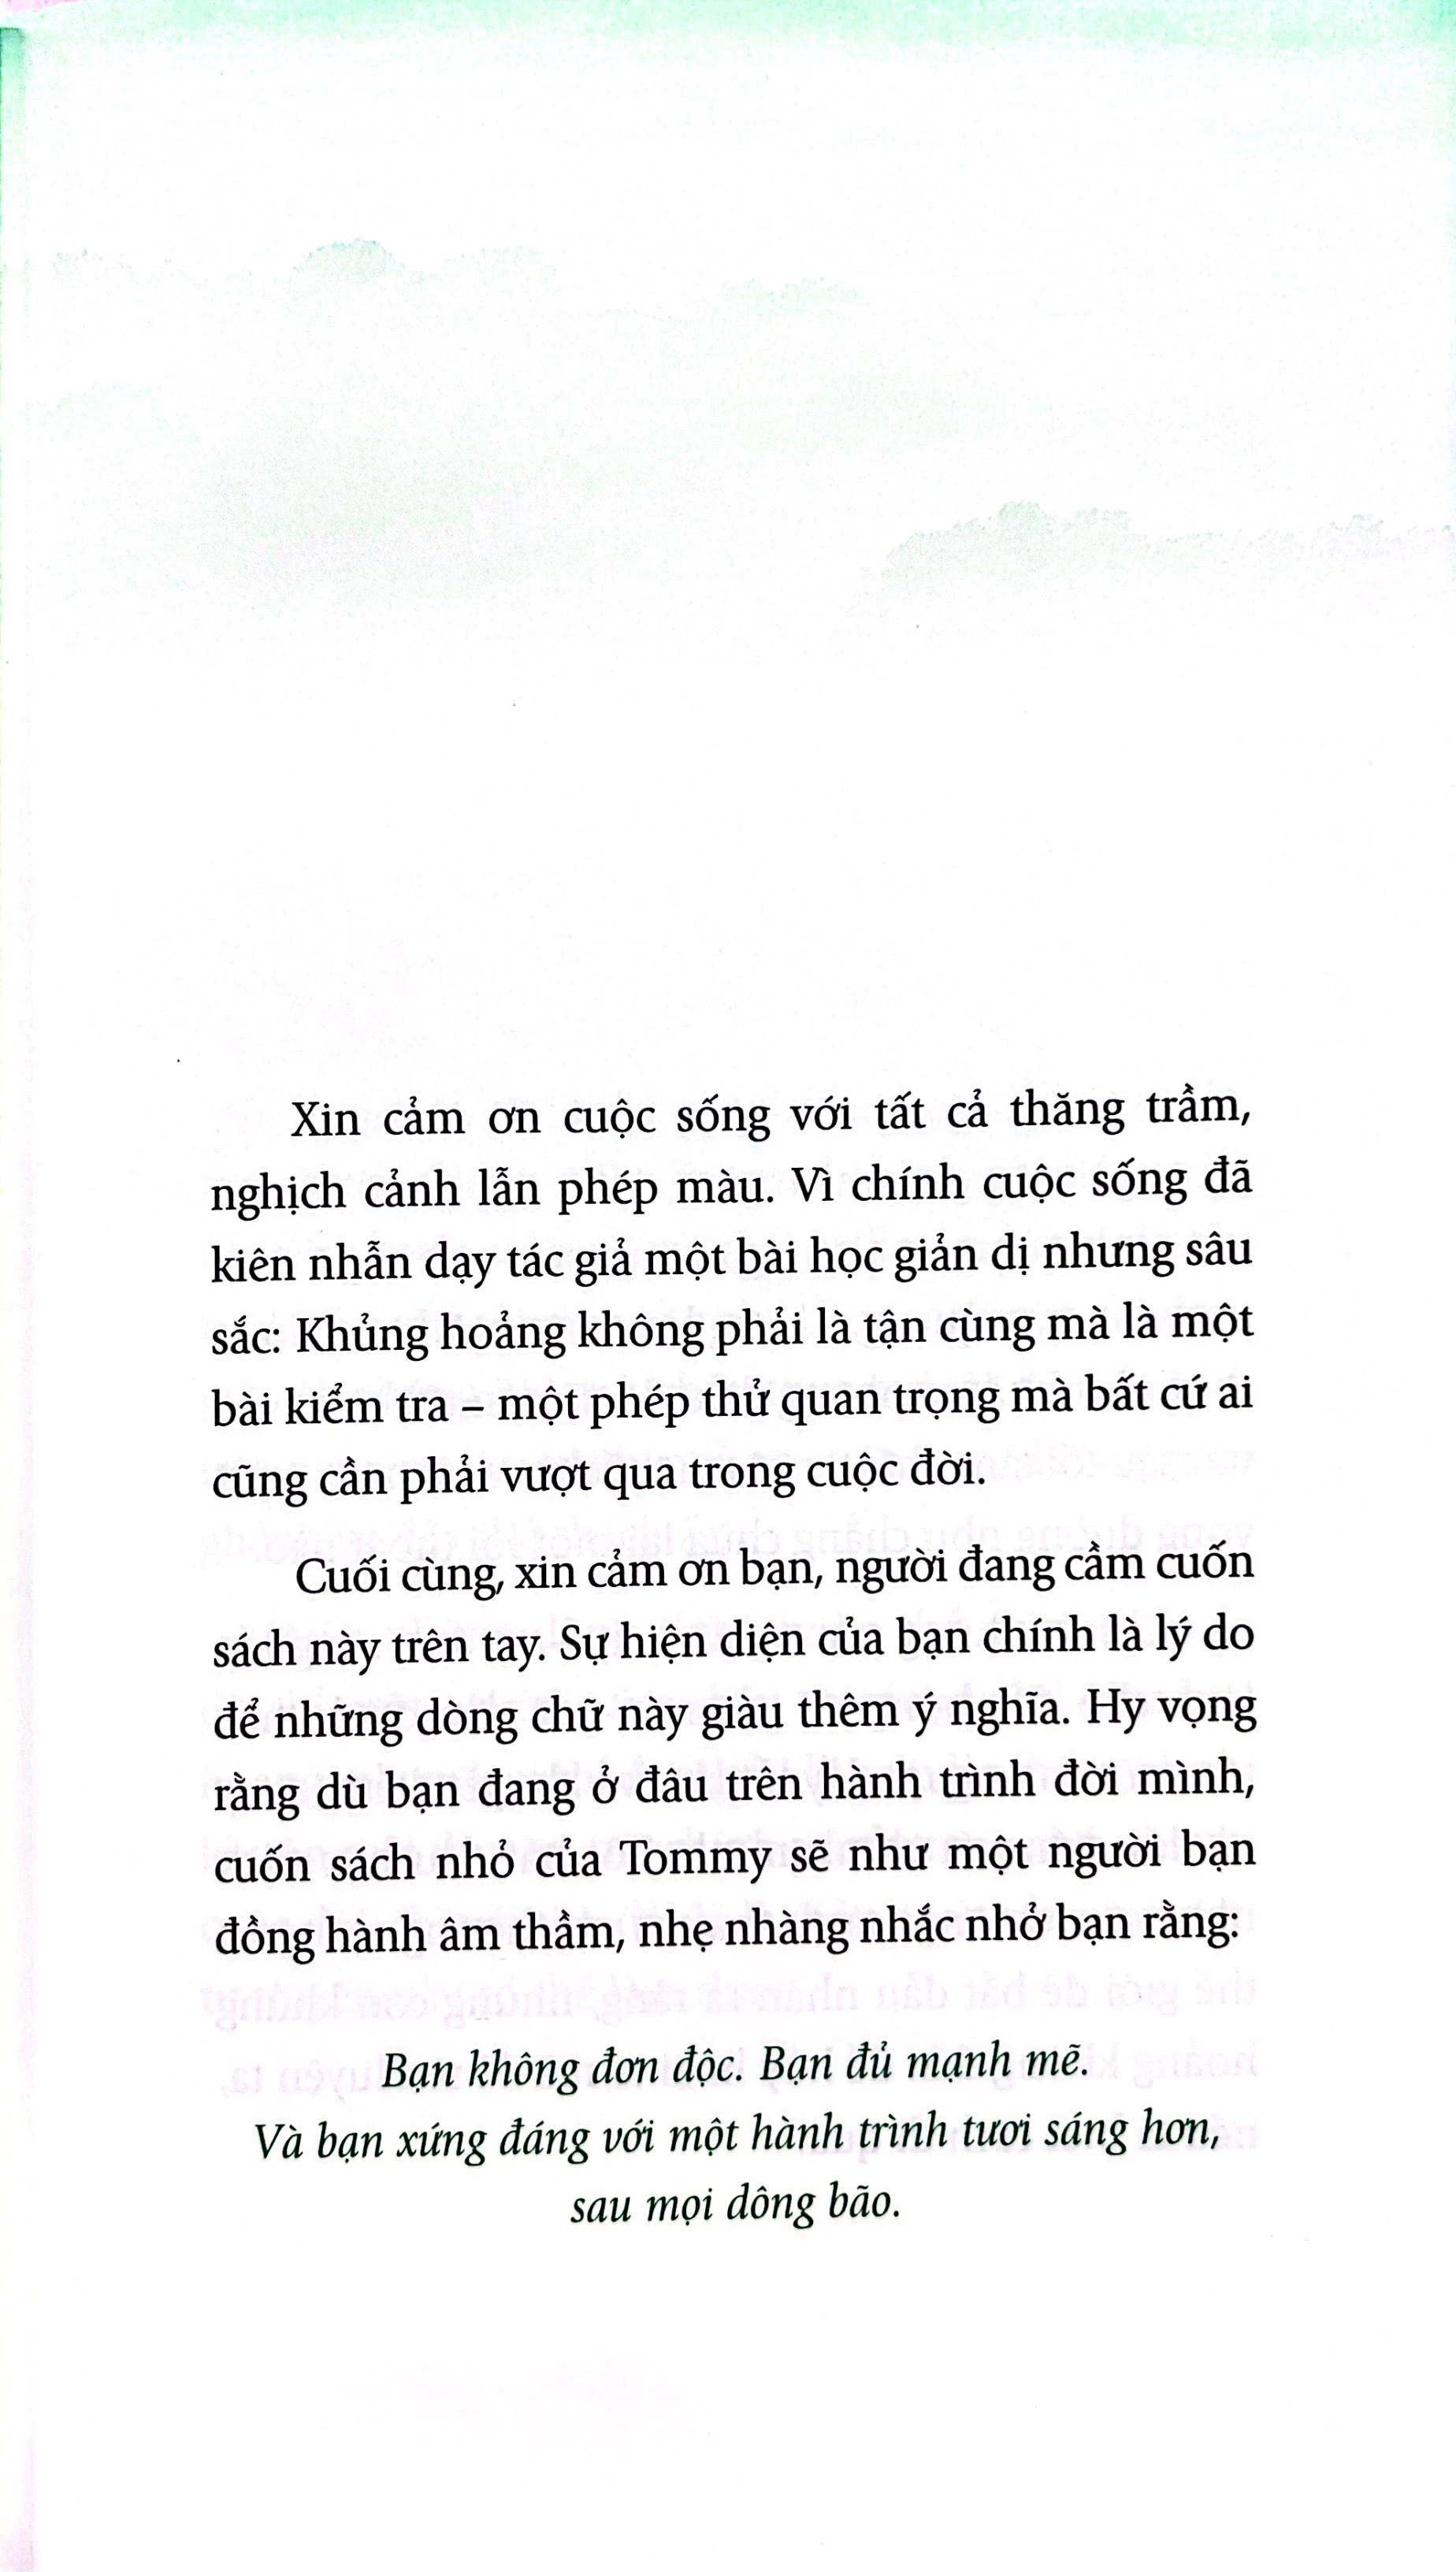 Xin cảm ơn cuộc sống với tất cả thăng trầm,
nghịch cảnh lẫn phép màu. Vì chính cuộc sống đã
kiên nhẫn dạy tác giả một bài học giản dị nhưng sâu
sắc: Khủng hoảng không phải là tận cùng mà là một
bài kiểm tra – một phép thử quan trọng mà bất cứ ai
cũng cần phải vượt qua trong cuộc đời.
Cuối cùng, xin cảm ơn bạn, người đang cầm cuốn
sách này trên tay. Sự hiện diện của bạn chính là lý do
để những dòng chữ này giàu thêm ý nghĩa. Hy vọng
rằng dù bạn đang ở đâu trên hành trình đời mình,
cuốn sách nhỏ của Tommy sẽ như một người bạn
đồng hành âm thầm, nhẹ nhàng nhắc nhở bạn rằng:
Bạn không đơn độc. Bạn đủ mạnh mẽ.
Và bạn xứng đáng với một hành trình tươi sáng hơn,
sau mọi dông bão.